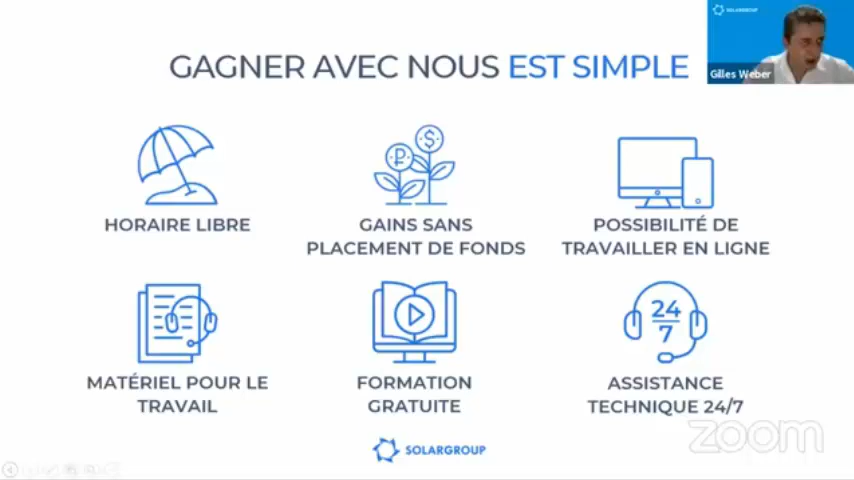 SOLARGROUP
Gilles Weber
GAGNER AVEC NOUS EST SIMPLE
HORAIRE LIBRE
GAINS SANS
PLACEMENT DE FONDS
POSSIBILITÉ DE
TRAVAILLER EN LIGNE
24
7
MATÉRIEL POUR LE
TRAVAIL
FORMATION
GRATUITE
ASSISTANCE
TECHNIQUE 24/7
SOLARGROUP
zoom